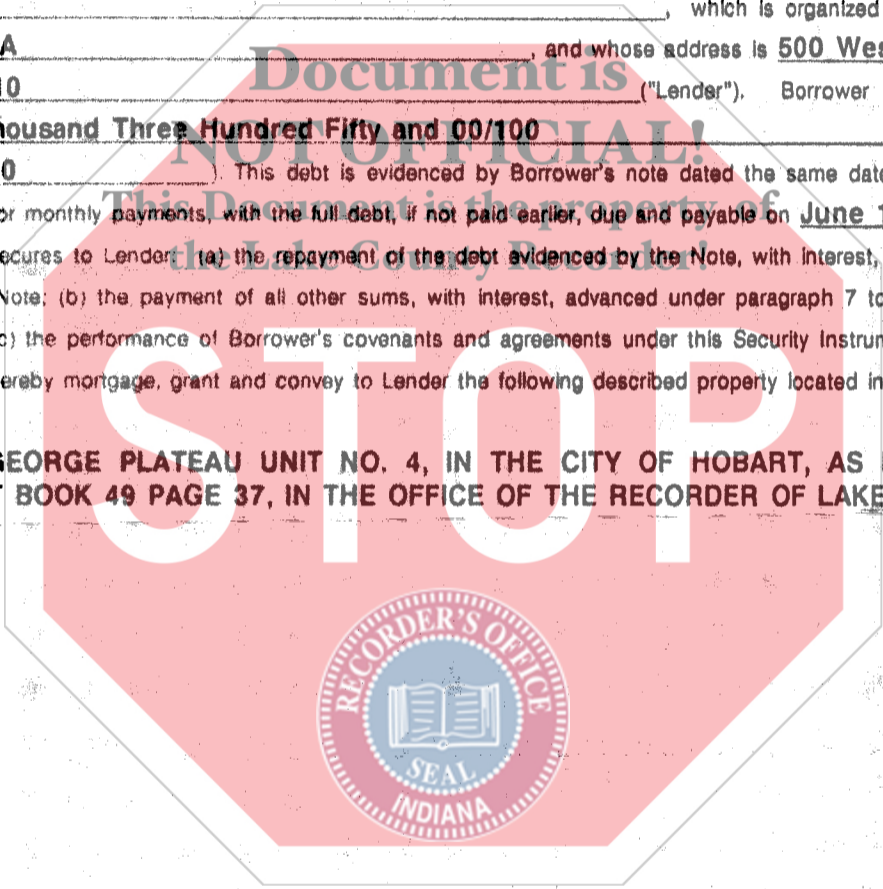 which is organized
A , and whose address is 500 Wes
Document is
10 ("Lender"). Borrower
housand Three Hundred Fifty and 00/100
NOT OFFICIAL!
0 ). This debt is evidenced by Borrower's note dated the same date
This Document is the property of
or monthly payments, with the full debt, if not paid earlier, due and payable on June 1
the Lake County Recorder!
ecures to Lender: (a) the repayment of the debt evidenced by the Note, with interest,
Note; (b) the payment of all other sums, with interest, advanced under paragraph 7 to
c) the performance of Borrower's covenants and agreements under this Security Instrum
ereby mortgage, grant and convey to Lender the following described property located in
STOP
GEORGE PLATEAU UNIT NO. 4, IN THE CITY OF HOBART, AS
BOOK 49 PAGE 37, IN THE OFFICE OF THE RECORDER OF LAKE
RECORDER'S OFFICE
SEAL
INDIANA